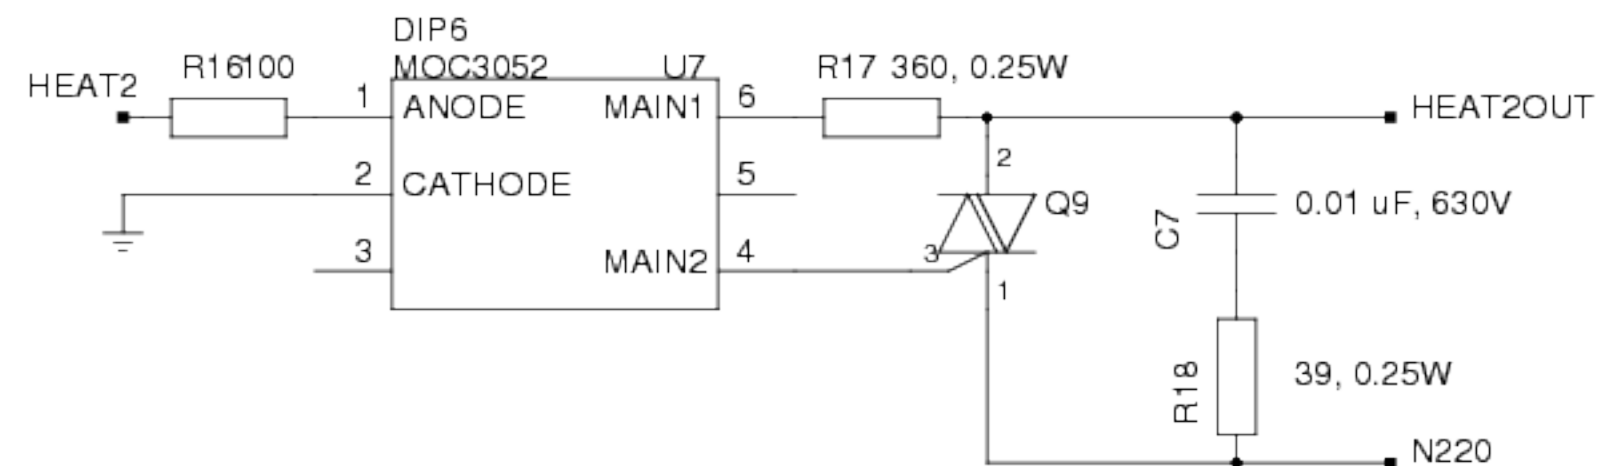 DIP6
MOC3052 U7
HEAT2
R16100
R17 360, 0.25W
1 ANODE MAIN1 6
HEAT2OUT
2 CATHODE 5
2
Q9
C7
0.01 uF, 630V
3 MAIN2 4
3
1
R18
39, 0.25W
N220